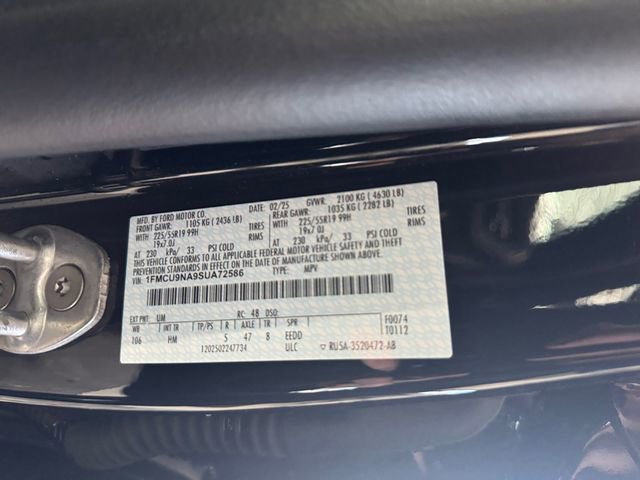 MFD. BY FORD MOTOR CO.
DATE: 02/25 GVWR: 2100 KG ( 4630 LB)
FRONT GAWR: 1105 KG ( 2436 LB) REAR GAWR: 1035 KG ( 2282 LB)
225/55R19 99H TIRES 225/55R19 99H TIRES
19x7.0J 19x7.0J
AT 230 kPa/ 33 PSI COLD AT 230 kPa/ 33 PSI COLD
THIS VEHICLE CONFORMS TO ALL APPLICABLE FEDERAL MOTOR VEHICLE SAFETY AND THEFT
PREVENTION STANDARDS IN EFFECT ON THE DATE OF MANUFACTURE SHOWN ABOVE.
VIN: 1FMCU9NA9SUA72586 TYPE: MPV
EXT PNT: UM RC: 48 DSO: F0074
WB INT TR TP/PS R AXLE TR SPR T0112
106 HM 5 47 8 EEDD
1202502247734 ULC ▽ RUSA-3520472-AB